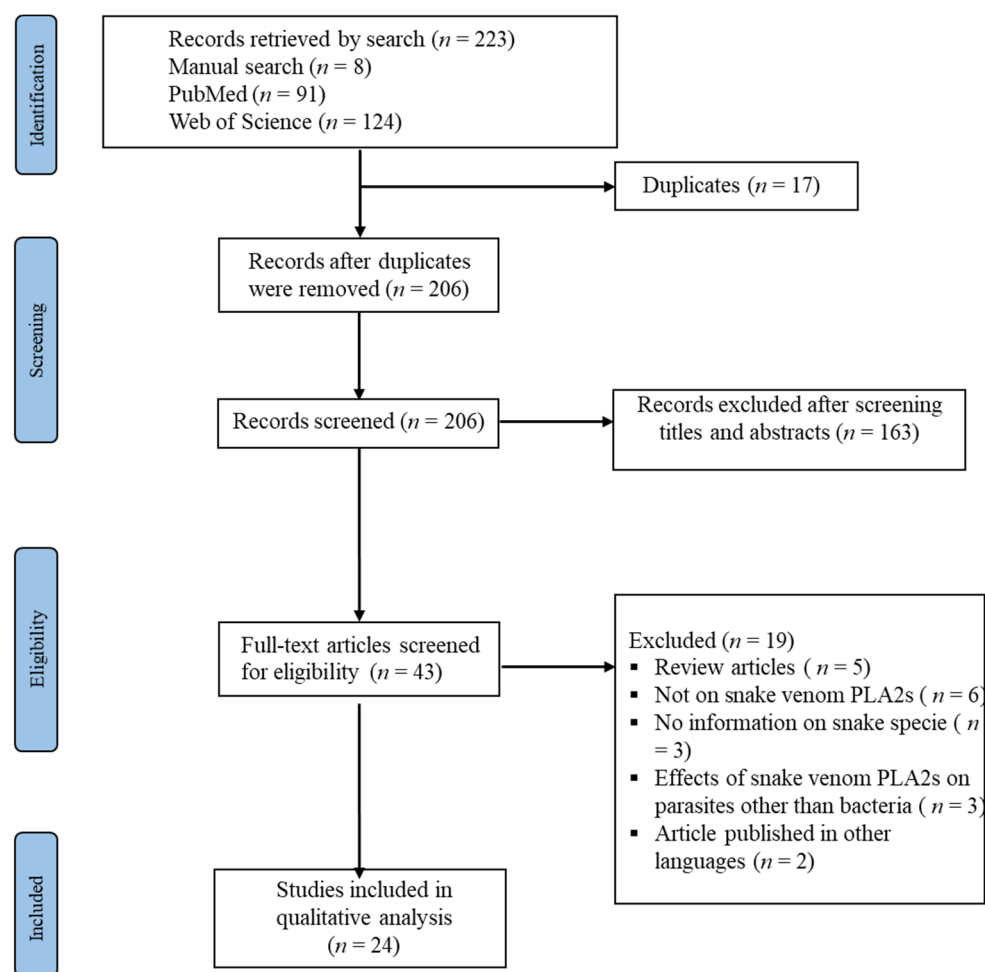 Identification
Records retrieved by search (n = 223)
Manual search (n = 8)
PubMed (n = 91)
Web of Science (n = 124)
Duplicates (n = 17)
Screening
Records after duplicates
were removed (n = 206)
Records screened (n = 206)
Records excluded after screening
titles and abstracts (n = 163)
Eligibility
Full-text articles screened
for eligibility (n = 43)
Excluded (n = 19)
▪ Review articles ( n = 5)
▪ Not on snake venom PLA2s ( n = 6)
▪ No information on snake specie ( n
= 3)
▪ Effects of snake venom PLA2s on
parasites other than bacteria ( n = 3)
▪ Article published in other
languages (n = 2)
Included
Studies included in
qualitative analysis
(n = 24)